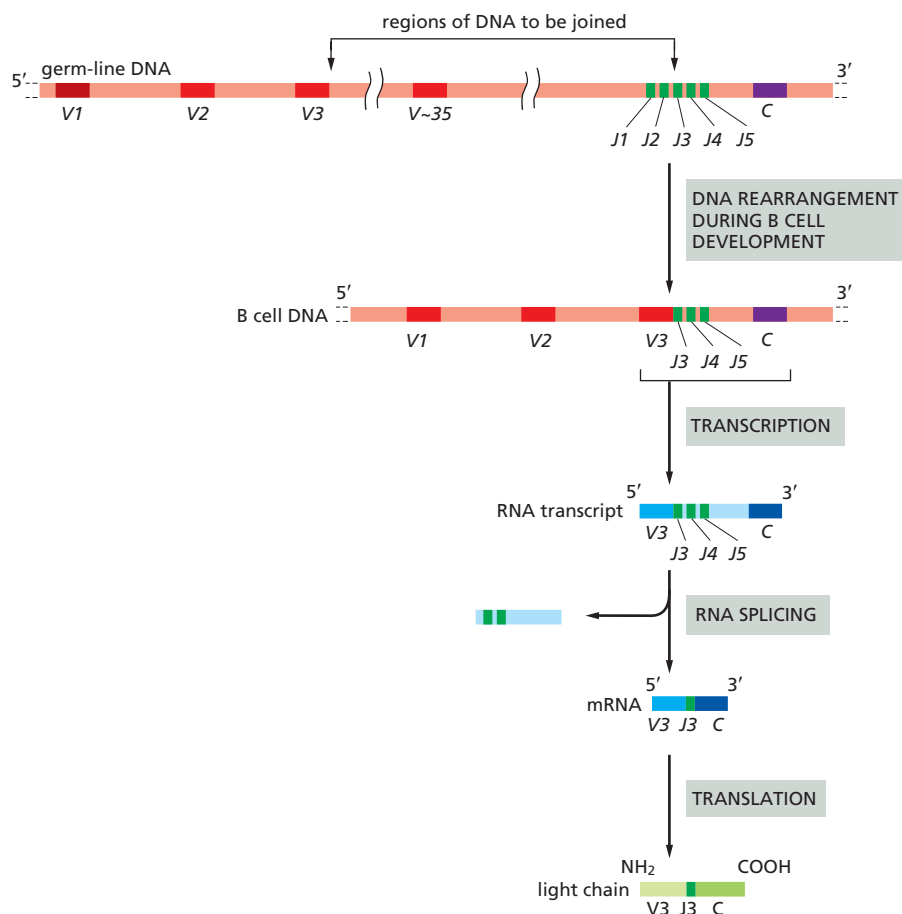 regions of DNA to be joined
germ-line DNA
5′ 3′
V1 V2 V3 V~35 C
J1 J2 J3 J4 J5
DNA REARRANGEMENT
DURING B CELL
DEVELOPMENT
5′ 3′
B cell DNA
V1 V2 V3 C
J3 J4 J5
TRANSCRIPTION
5′ 3′
RNA transcript
V3 C
J3 J4 J5
RNA SPLICING
5′ 3′
mRNA
V3 J3 C
TRANSLATION
NH₂ COOH
light chain
V3 J3 C